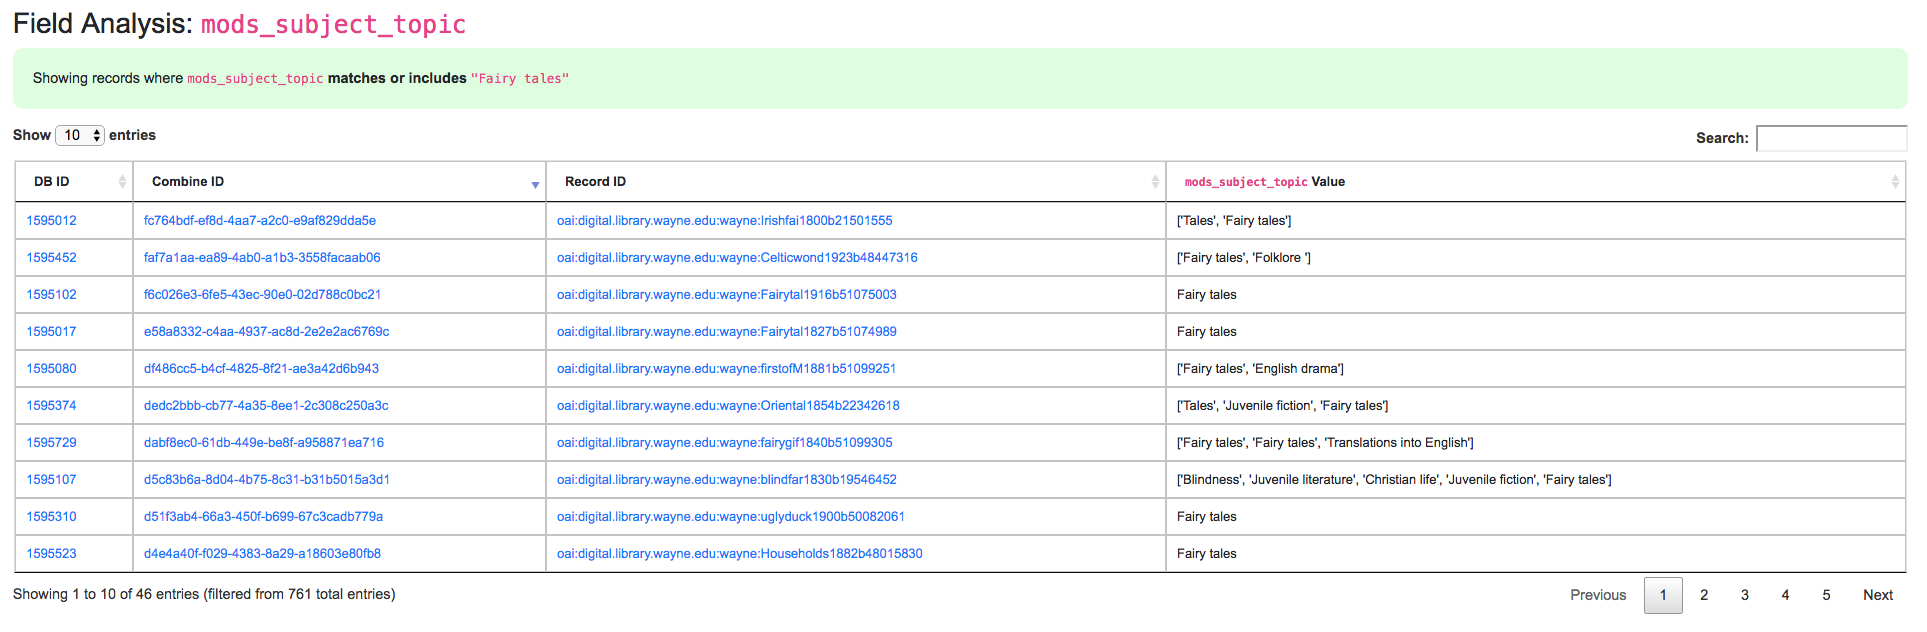 Field Analysis: mods_subject_topic
Showing records where mods_subject_topic matches or includes "Fairy tales"
Show 10 entries
Search:
DB ID Combine ID Record ID mods_subject_topic Value
1595012 fc764bdf-ef8d-4aa7-a2c0-e9af829dda5e oai:digital.library.wayne.edu:wayne:Irishfai1800b21501555 ['Tales', 'Fairy tales']
1595452 faf7a1aa-ea89-4ab0-a1b3-3558facaab06 oai:digital.library.wayne.edu:wayne:Celticwond1923b48447316 ['Fairy tales', 'Folklore ']
1595102 f6c026e3-6fe5-43ec-90e0-02d788c0bc21 oai:digital.library.wayne.edu:wayne:Fairytal1916b51075003 Fairy tales
1595017 e58a8332-c4aa-4937-ac8d-2e2e2ac6769c oai:digital.library.wayne.edu:wayne:Fairytal1827b51074989 Fairy tales
1595080 df486cc5-b4cf-4825-8f21-ae3a42d6b943 oai:digital.library.wayne.edu:wayne:firstofM1881b51099251 ['Fairy tales', 'English drama']
1595374 dedc2bbb-cb77-4a35-8ee1-2c308c250a3c oai:digital.library.wayne.edu:wayne:Oriental1854b22342618 ['Tales', 'Juvenile fiction', 'Fairy tales']
1595729 dabf8ec0-61db-449e-be8f-a958871ea716 oai:digital.library.wayne.edu:wayne:fairygif1840b51099305 ['Fairy tales', 'Fairy tales', 'Translations into English']
1595107 d5c83b6a-8d04-4b75-8c31-b31b5015a3d1 oai:digital.library.wayne.edu:wayne:blindfar1830b19546452 ['Blindness', 'Juvenile literature', 'Christian life', 'Juvenile fiction', 'Fairy tales']
1595310 d51f3ab4-66a3-450f-b699-67c3cadb779a oai:digital.library.wayne.edu:wayne:uglyduck1900b50082061 Fairy tales
1595523 d4e4a40f-f029-4383-8a29-a18603e80fb8 oai:digital.library.wayne.edu:wayne:Households1882b48015830 Fairy tales
Showing 1 to 10 of 46 entries (filtered from 761 total entries)
Previous 1 2 3 4 5 Next